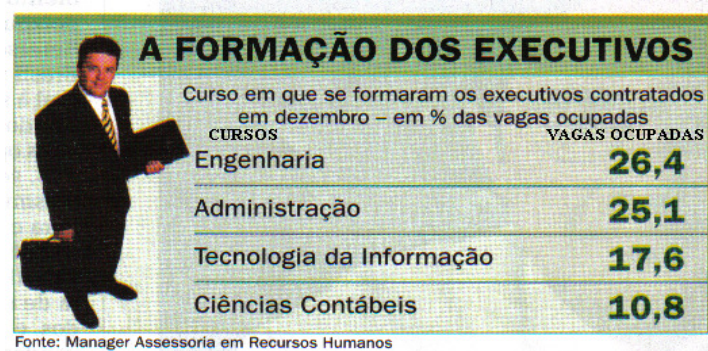 A FORMAÇÃO DOS EXECUTIVOS
Curso em que se formaram os executivos contratados
em dezembro – em % das vagas ocupadas
CURSOS VAGAS OCUPADAS
Engenharia 26,4
Administração 25,1
Tecnologia da Informação 17,6
Ciências Contábeis 10,8
Fonte: Manager Assessoria em Recursos Humanos